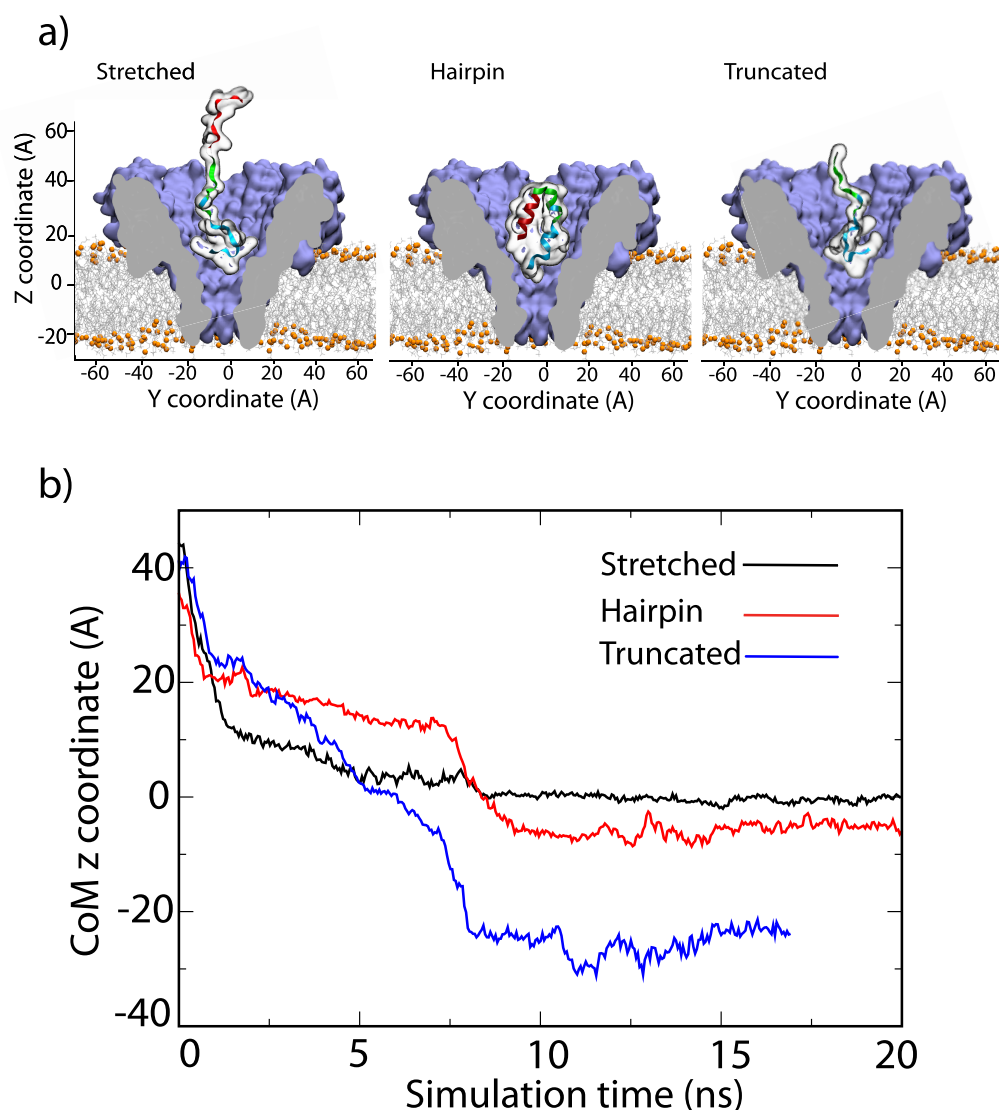 a)
Stretched
Hairpin
Truncated
Z coordinate (A)
60
40
20
0
-20
-60 -40 -20 0 20 40 60
-60 -40 -20 0 20 40 60
-60 -40 -20 0 20 40 60
Y coordinate (A)
Y coordinate (A)
Y coordinate (A)
b)
CoM z coordinate (A)
40
20
0
-20
-40
Stretched
Hairpin
Truncated
0 5 10 15 20
Simulation time (ns)